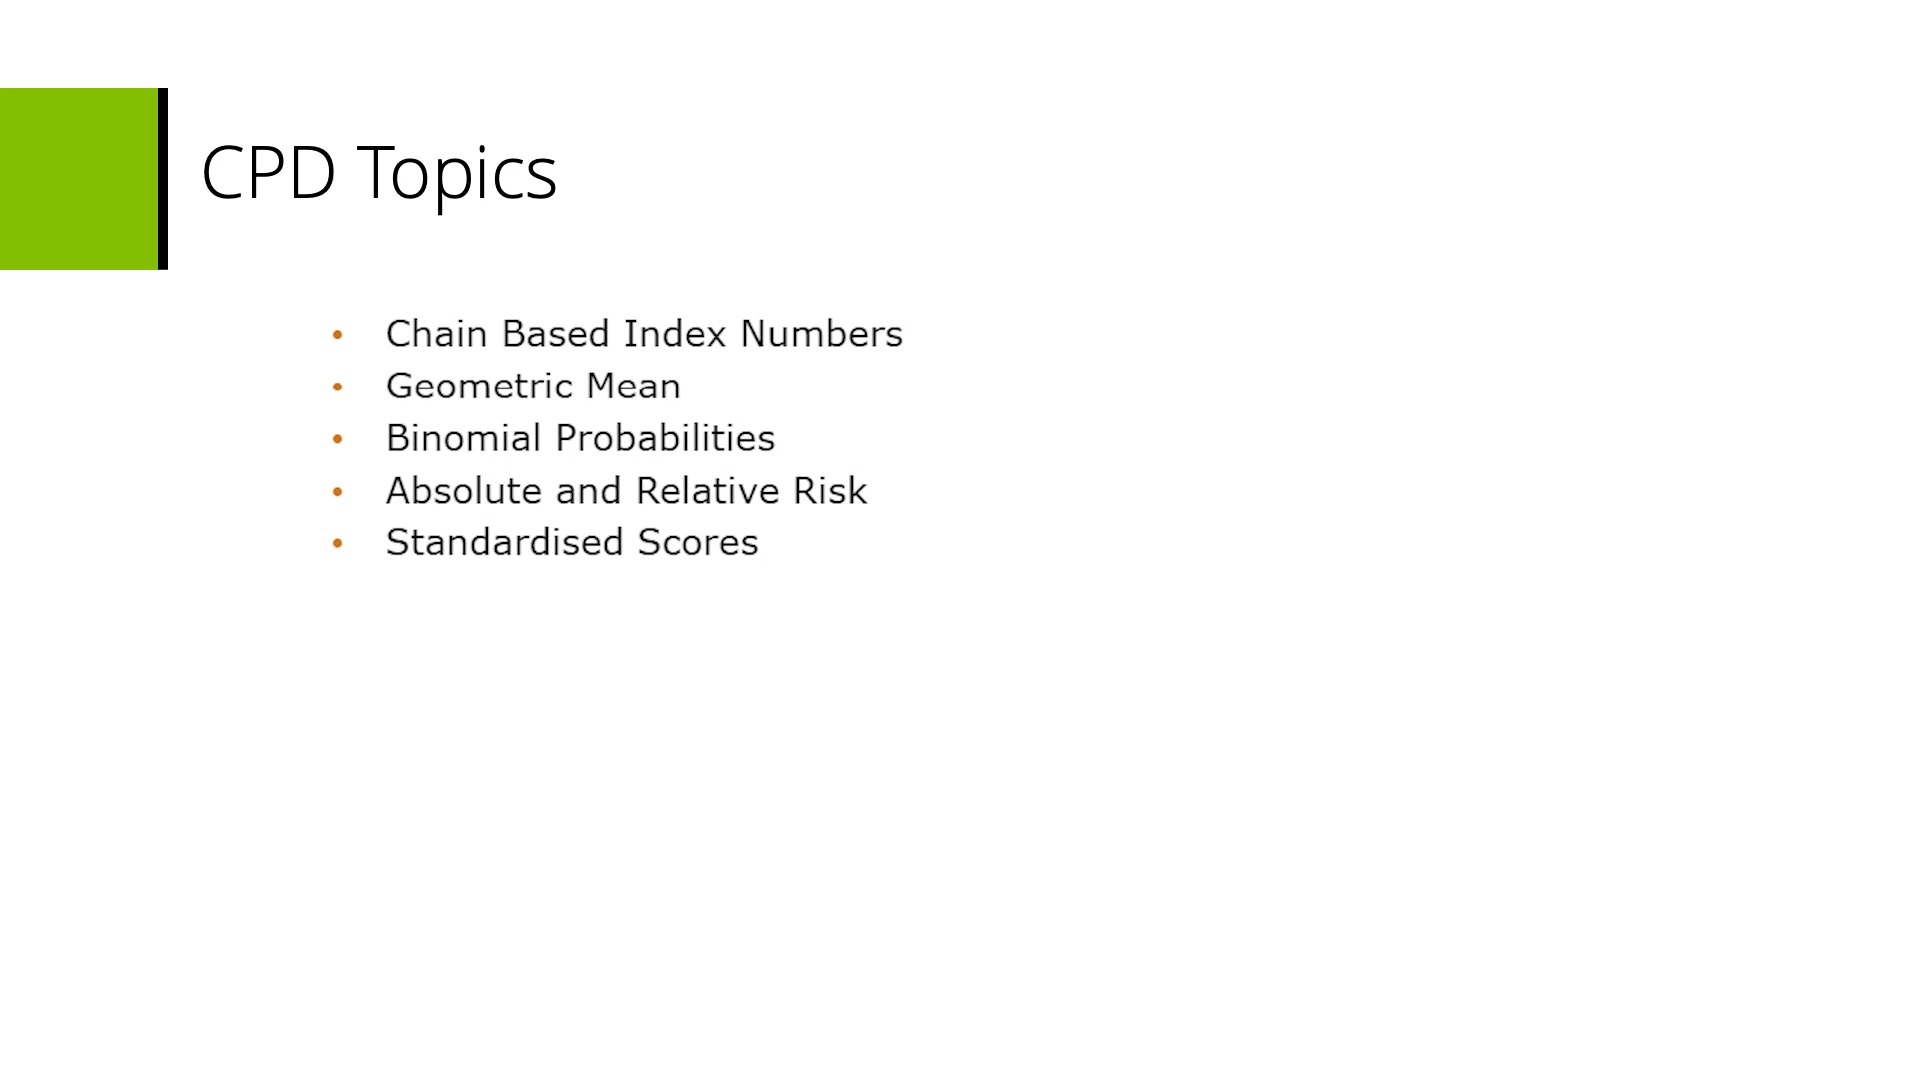 CPD Topics
• Chain Based Index Numbers
• Geometric Mean
• Binomial Probabilities
• Absolute and Relative Risk
• Standardised Scores